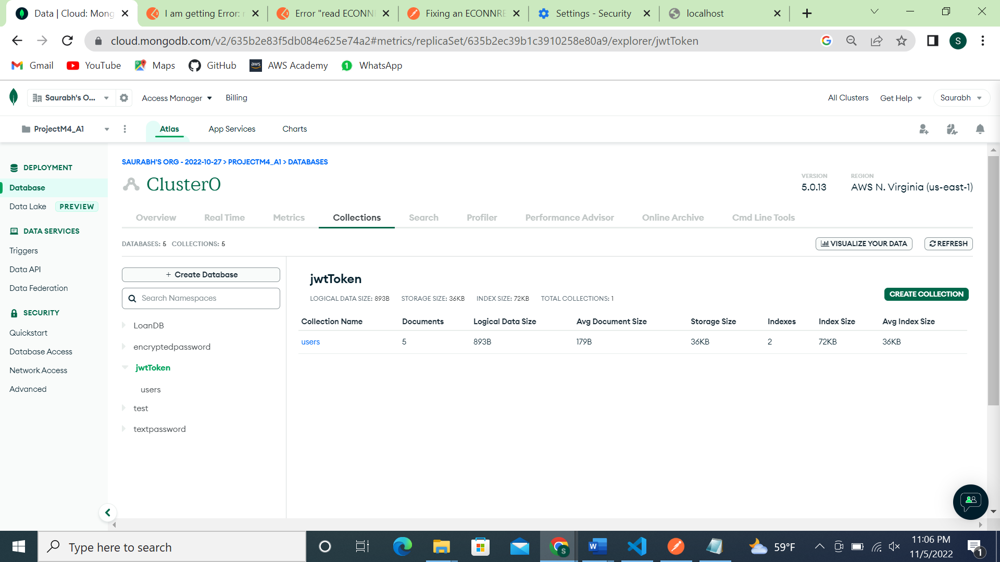 Data | Cloud: Mong
I am getting Error: r
Error "read ECONN
Fixing an ECONNRE
Settings - Security
localhost
cloud.mongodb.com/v2/635b2e83f5db084e625e74a2#metrics/replicaSet/635b2ec39b1c3910258e80a9/explorer/jwtToken
S
Gmail
YouTube
Maps
GitHub
aws
AWS Academy
1
WhatsApp
Saurabh's O...
Access Manager
Billing
All Clusters
Get Help
Saurabh
ProjectM4_A1
Atlas
App Services
Charts
DEPLOYMENT
Database
Data Lake PREVIEW
DATA SERVICES
Triggers
Data API
Data Federation
SECURITY
Quickstart
Database Access
Network Access
Advanced
SAURABH'S ORG - 2022-10-27 > PROJECTM4_A1 > DATABASES
Cluster0
VERSION
5.0.13
REGION
AWS N. Virginia (us-east-1)
Overview
Real Time
Metrics
Collections
Search
Profiler
Performance Advisor
Online Archive
Cmd Line Tools
DATABASES: 5 COLLECTIONS: 5
VISUALIZE YOUR DATA
REFRESH
+ Create Database
Search Namespaces
LoanDB
encryptedpassword
jwtToken
users
test
textpassword
jwtToken
LOGICAL DATA SIZE: 893B STORAGE SIZE: 36KB INDEX SIZE: 72KB TOTAL COLLECTIONS: 1
CREATE COLLECTION
Collection Name Documents Logical Data Size Avg Document Size Storage Size Indexes Index Size Avg Index Size
users 5 893B 179B 36KB 2 72KB 36KB
Type here to search
S
W
59°F
11:06 PM
11/5/2022
1